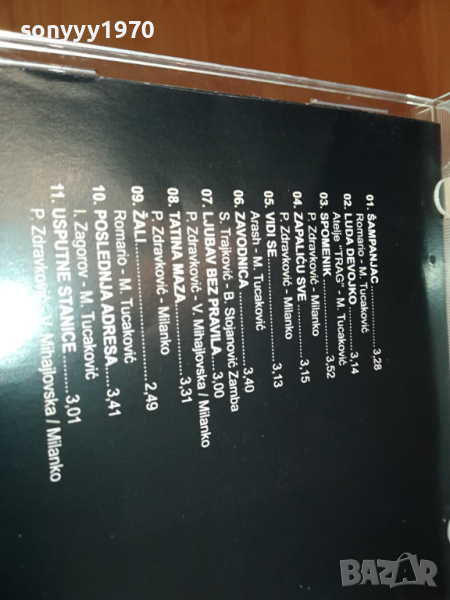 sonyyy1970
01. ŠAMPANJAC.......3,28
Romario - M. Tucaković
02. LUDA DEVOJKO.......3,14
Atelje "TRAG" - M. Tucaković
03. SPOMENIK.......3,52
P. Zdravković - Milanko
04. ZAPALIĆU SVE.......3,15
P. Zdravković - Milanko
05. VIDI SE.......3,13
Arash - M. Tucaković
06. ZAVODNICA.......3,40
S. Trajković - B. Stojanović Zamba
07. LJUBAV BEZ PRAVILA.....3,00
P. Zdravković - V. Mihajlovska / Milanko
08. TATINA MAZA.......3,31
P. Zdravković - Milanko
09. ŽALI.......2,49
Romario - M. Tucaković
10. POSLEDNJA ADRESA.....3,41
I. Zagorov - M. Tucaković
11. USPUTNE STANICE.......3,01
P. Zdravković - V. Mihajlovska / Milanko
BAZAR